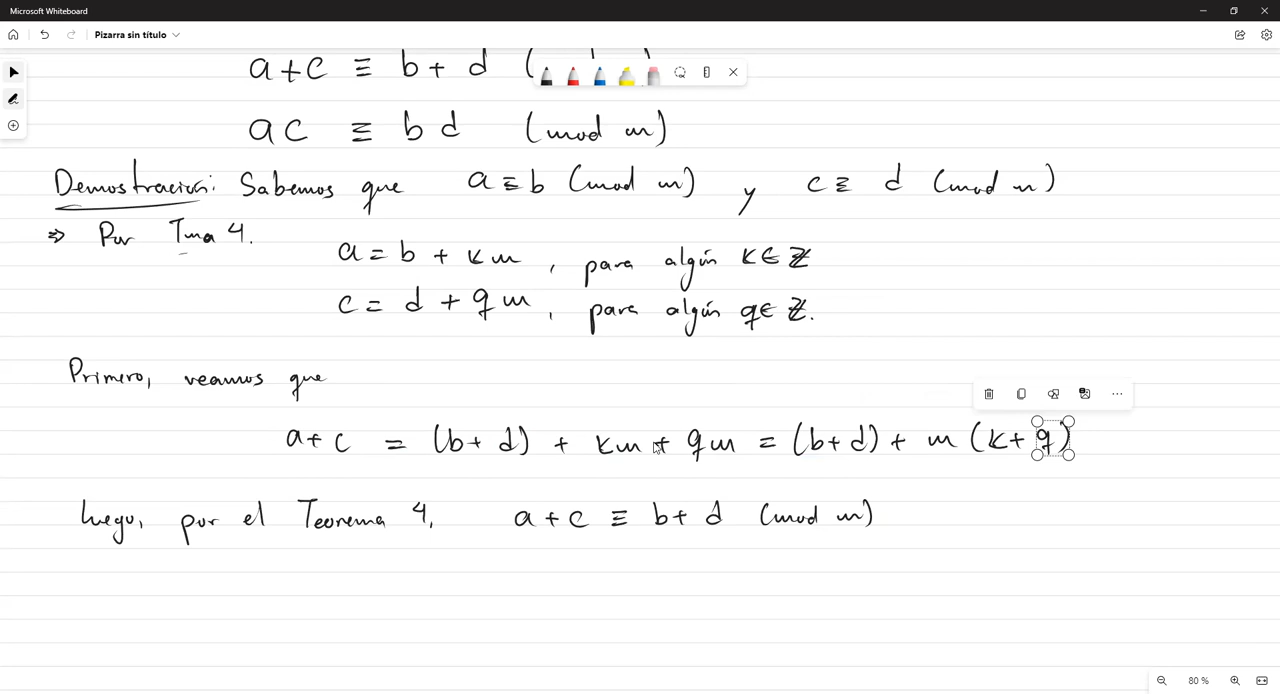 Microsoft Whiteboard
Pizarra sin título
a+c ≡ b+d (
ac ≡ bd (mod m)
Demostración: Sabemos que a≡b (mod m) y c≡ d (mod m)
⇒ Por Tma 4.
a = b + km, para algún k∈ℤ
c = d + qm, para algún q∈ℤ.
Primero, veamos que
a+c = (b+d) + km + qm = (b+d) + m (k+q)
luego, por el Teorema 4, a+c ≡ b+d (mod m)
80 %